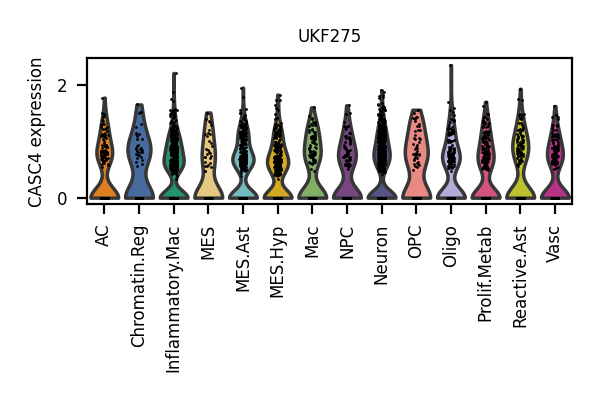 UKF275
CASC4 expression
2
0
AC
Chromatin.Reg
Inflammatory.Mac
MES
MES.Ast
MES.Hyp
Mac
NPC
Neuron
OPC
Oligo
Prolif.Metab
Reactive.Ast
Vasc